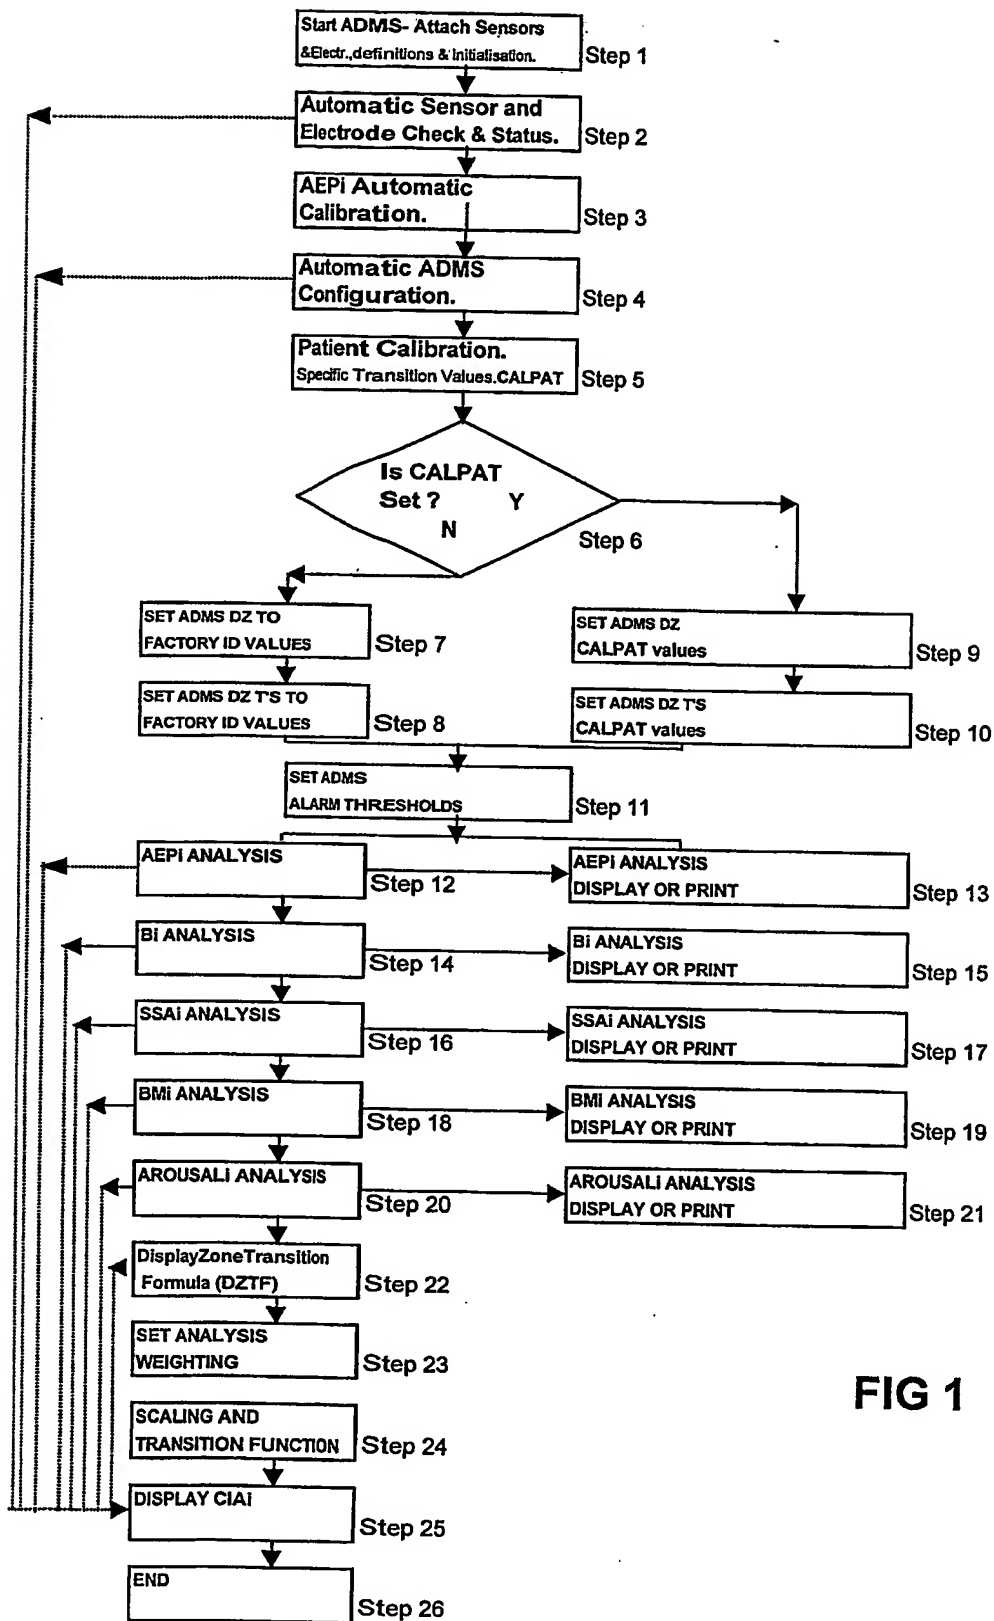 Start ADMS- Attach Sensors
&Electr.,definitions & Initialisation.
Step 1
Automatic Sensor and
Electrode Check & Status.
Step 2
AEPi Automatic
Calibration.
Step 3
Automatic ADMS
Configuration.
Step 4
Patient Calibration.
Specific Transition Values.CALPAT
Step 5
Is CALPAT
Set ?
Y
N
Step 6
SET ADMS DZ TO
FACTORY ID VALUES
Step 7
SET ADMS DZ
CALPAT values
Step 9
SET ADMS DZ T'S TO
FACTORY ID VALUES
Step 8
SET ADMS DZ T'S
CALPAT values
Step 10
SET ADMS
ALARM THRESHOLDS
Step 11
AEPi ANALYSIS
Step 12
AEPi ANALYSIS
DISPLAY OR PRINT
Step 13
Bi ANALYSIS
Step 14
Bi ANALYSIS
DISPLAY OR PRINT
Step 15
SSAi ANALYSIS
Step 16
SSAi ANALYSIS
DISPLAY OR PRINT
Step 17
BMi ANALYSIS
Step 18
BMi ANALYSIS
DISPLAY OR PRINT
Step 19
AROUSALi ANALYSIS
Step 20
AROUSALi ANALYSIS
DISPLAY OR PRINT
Step 21
DisplayZoneTransition
Formula (DZTF)
Step 22
SET ANALYSIS
WEIGHTING
Step 23
SCALING AND
TRANSITION FUNCTION
Step 24
DISPLAY CIAi
Step 25
END
Step 26
FIG 1